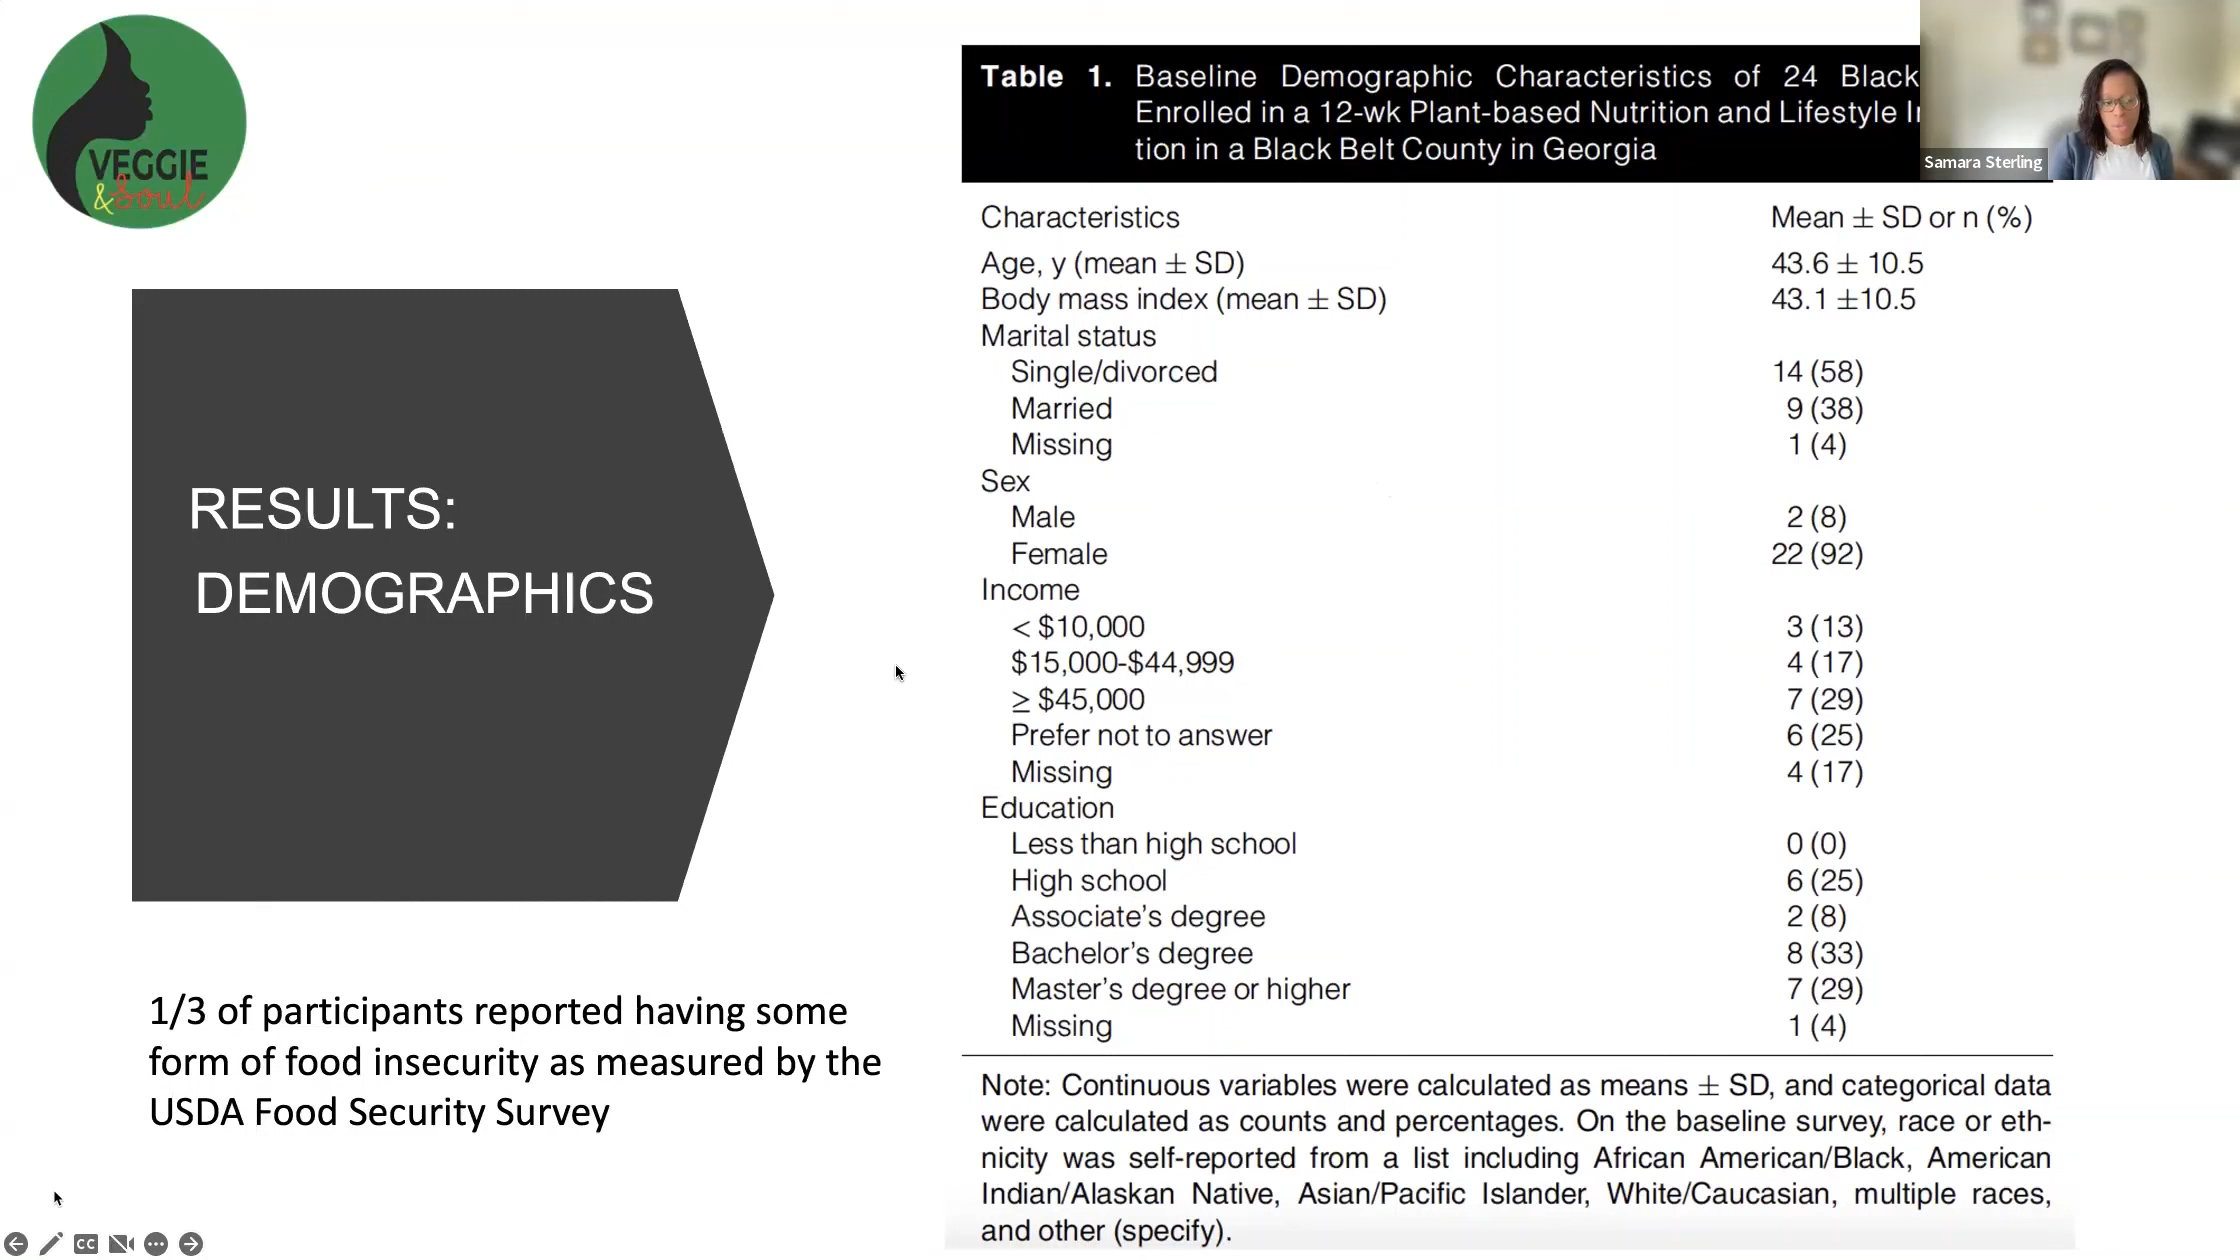 VEGGIE
&Soul
RESULTS:
DEMOGRAPHICS
1/3 of participants reported having some
form of food insecurity as measured by the
USDA Food Security Survey
Table 1. Baseline Demographic Characteristics of 24 Black
Enrolled in a 12-wk Plant-based Nutrition and Lifestyle
tion in a Black Belt County in Georgia
Samara Sterling
Characteristics Mean ± SD or n (%)
Age, y (mean ± SD) 43.6 ± 10.5
Body mass index (mean ± SD) 43.1 ±10.5
Marital status
Single/divorced 14 (58)
Married 9 (38)
Missing 1 (4)
Sex
Male 2 (8)
Female 22 (92)
Income
< $10,000 3 (13)
$15,000-$44,999 4 (17)
≥ $45,000 7 (29)
Prefer not to answer 6 (25)
Missing 4 (17)
Education
Less than high school 0 (0)
High school 6 (25)
Associate's degree 2 (8)
Bachelor's degree 8 (33)
Master's degree or higher 7 (29)
Missing 1 (4)
Note: Continuous variables were calculated as means ± SD, and categorical data
were calculated as counts and percentages. On the baseline survey, race or eth-
nicity was self-reported from a list including African American/Black, American
Indian/Alaskan Native, Asian/Pacific Islander, White/Caucasian, multiple races,
and other (specify).
CC